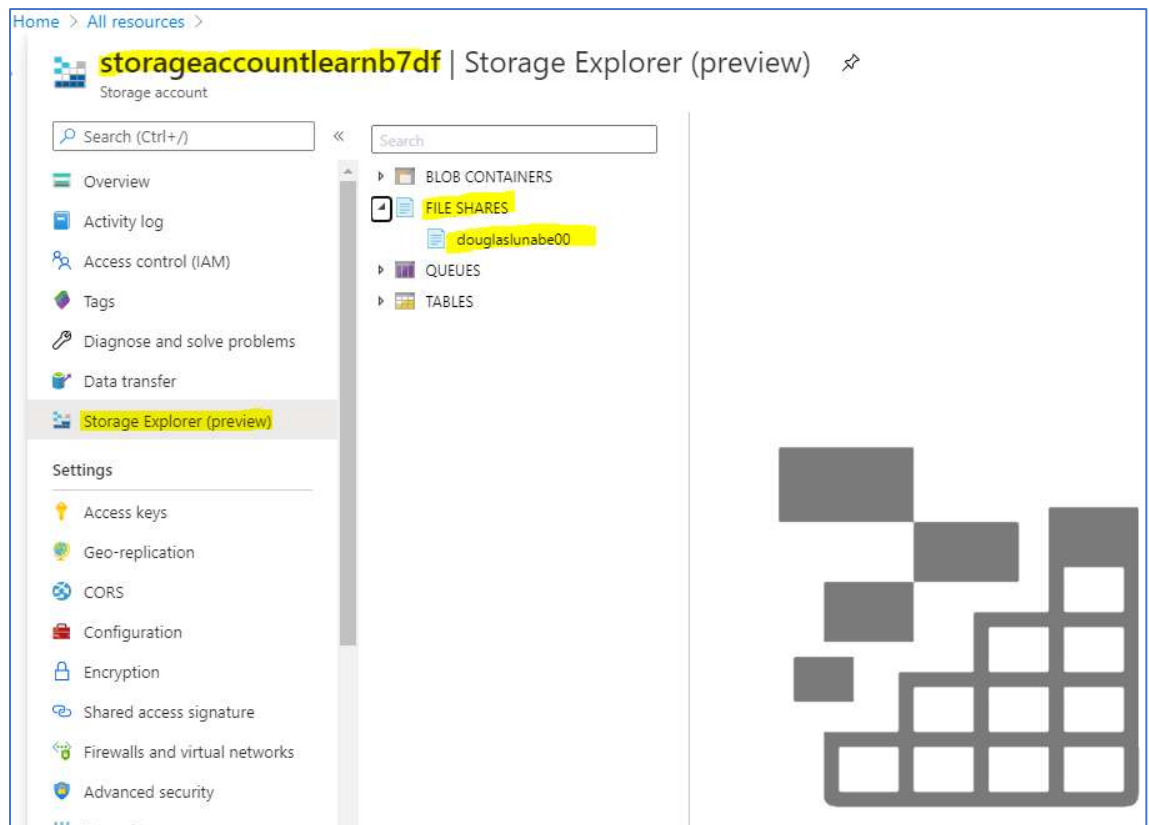 Home > All resources >
storageaccountlearnb7df | Storage Explorer (preview)
Storage account
Search (Ctrl+/)
«
Overview
Activity log
Access control (IAM)
Tags
Diagnose and solve problems
Data transfer
Storage Explorer (preview)
Settings
Access keys
Geo-replication
CORS
Configuration
Encryption
Shared access signature
Firewalls and virtual networks
Advanced security
Search
BLOB CONTAINERS
FILE SHARES
douglaslunabe00
QUEUES
TABLES